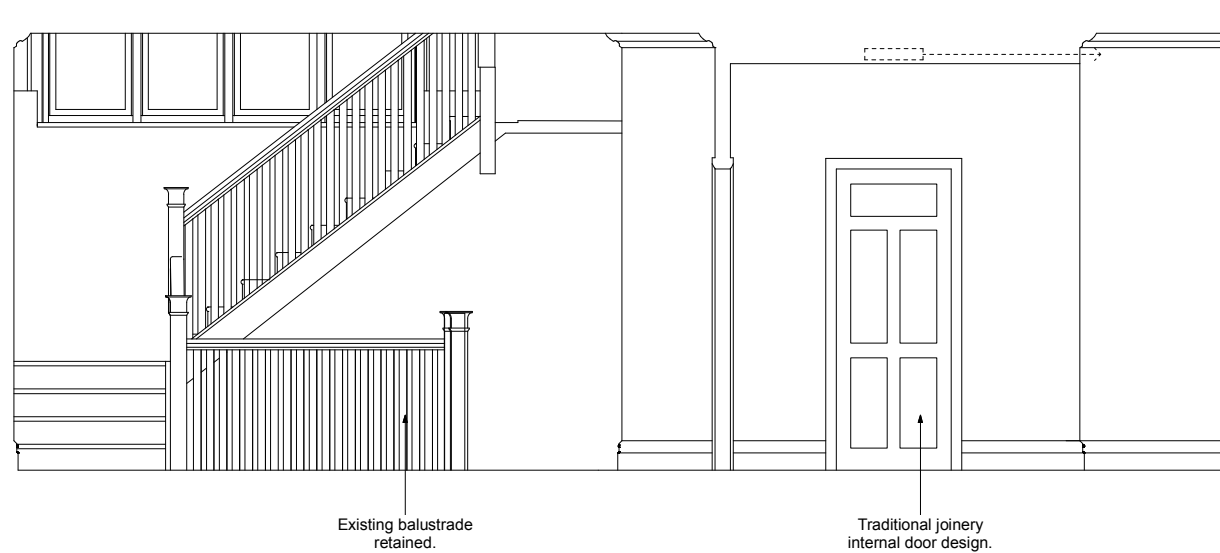 Existing balustrade
retained.
Traditional joinery
internal door design.